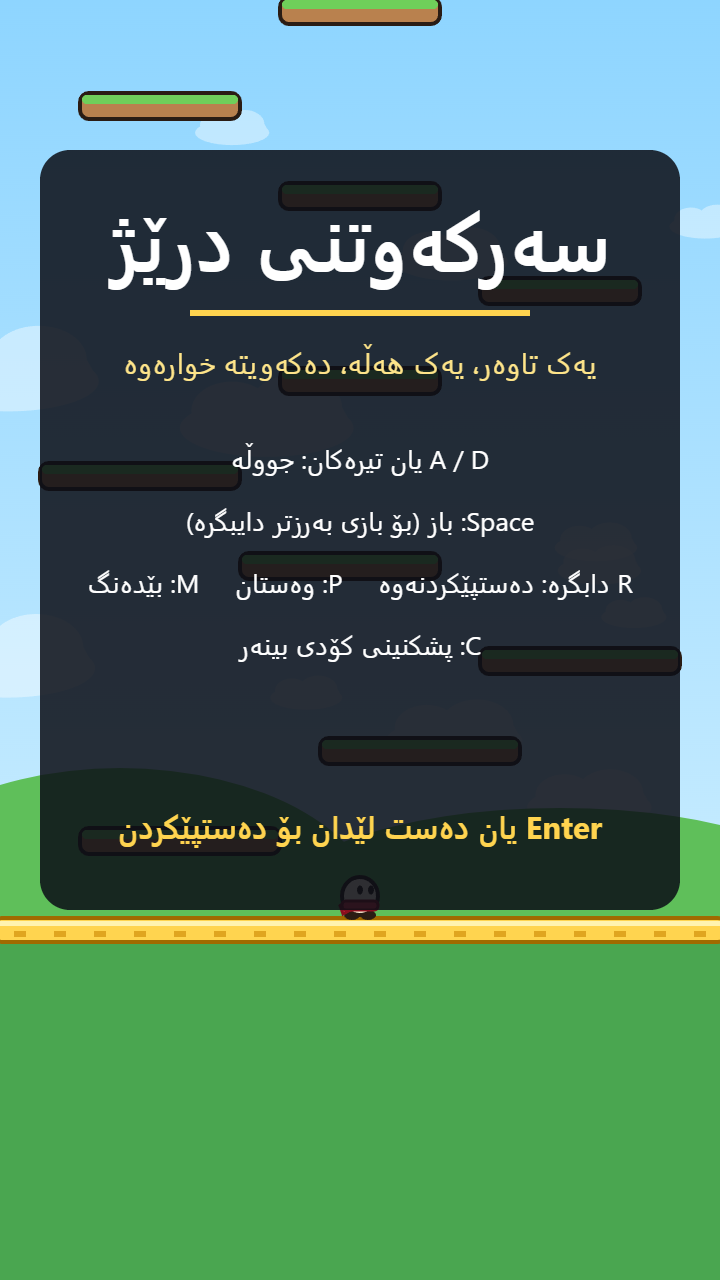 سەرکەوتنی درێژ
یەک تاوەر، یەک هەڵە، دەکەویتە خوارەوە
A / D یان تیرەکان: جووڵە
Space: باز (بۆ بازی بەرزتر دایبگرە)
R دابگرە: دەستپێکردنەوە P: وەستان M: بێدەنگ
C: پشکنینی کۆدی بینەر
Enter یان دەست لێدان بۆ دەستپێکردن